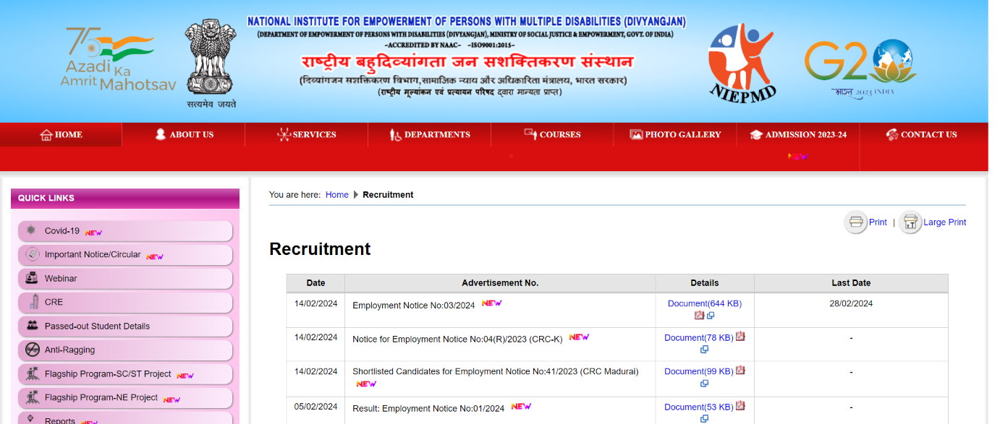 75
Azadi Ka
Amrit Mahotsav
सत्यमेव जयते
NATIONAL INSTITUTE FOR EMPOWERMENT OF PERSONS WITH MULTIPLE DISABILITIES (DIVYANGJAN)
(DEPARTMENT OF EMPOWERMENT OF PERSONS WITH DISABILITIES (DIVYANGJAN), MINISTRY OF SOCIAL JUSTICE & EMPOWERMENT, GOVT. OF INDIA)
~ACCREDITED BY NAAC~ ~ISO9001:2015~
राष्ट्रीय बहुदिव्यांगता जन सशक्तिकरण संस्थान
(दिव्यांगजन सशक्तिकरण विभाग,सामाजिक न्याय और अधिकारिता मंत्रालय, भारत सरकार)
(राष्ट्रीय मूल्यांकन एवं प्रत्यायन परिषद द्वारा मान्यता प्राप्त)
NIEPMD
G20
भारत 2023 INDIA
HOME ABOUT US SERVICES DEPARTMENTS COURSES PHOTO GALLERY ADMISSION 2023-24 CONTACT US
NEW
QUICK LINKS
Covid-19 NEW
Important Notice/Circular NEW
Webinar
CRE
Passed-out Student Details
Anti-Ragging
Flagship Program-SC/ST Project NEW
Flagship Program-NE Project NEW
Reports NEW
You are here: Home Recruitment
Print | Large Print
Recruitment
Date Advertisement No. Details Last Date
14/02/2024 Employment Notice No:03/2024 NEW Document(644 KB) 28/02/2024
14/02/2024 Notice for Employment Notice No:04(R)/2023 (CRC-K) NEW Document(78 KB) -
14/02/2024 Shortlisted Candidates for Employment Notice No:41/2023 (CRC Madurai) Document(99 KB) -
NEW
05/02/2024 Result: Employment Notice No:01/2024 NEW Document(53 KB) -